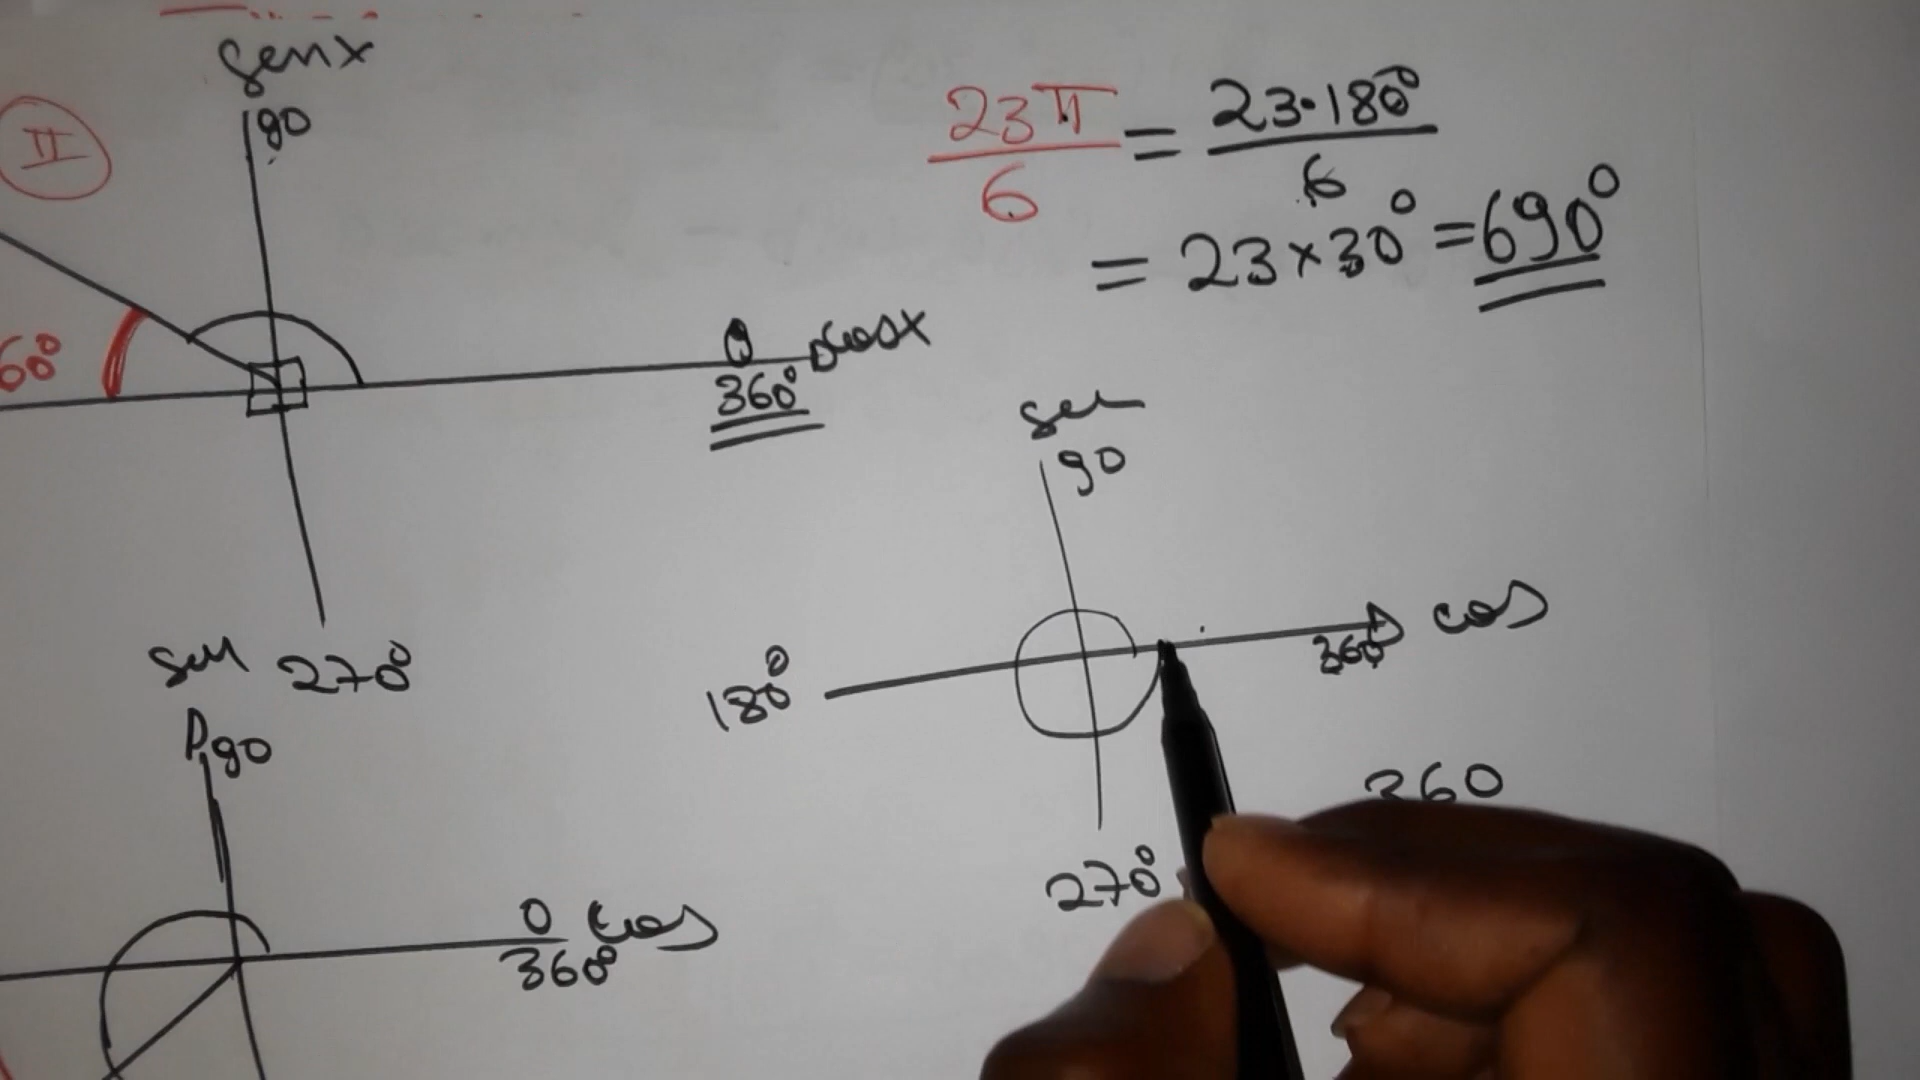 senx
90
II
60°
0 cosx
360°
270°
23π/6 = 23·180°/6
= 23×30° = 690°
sen
90
180°
cos
360°
270°
360
sen
90
0 cos
360°